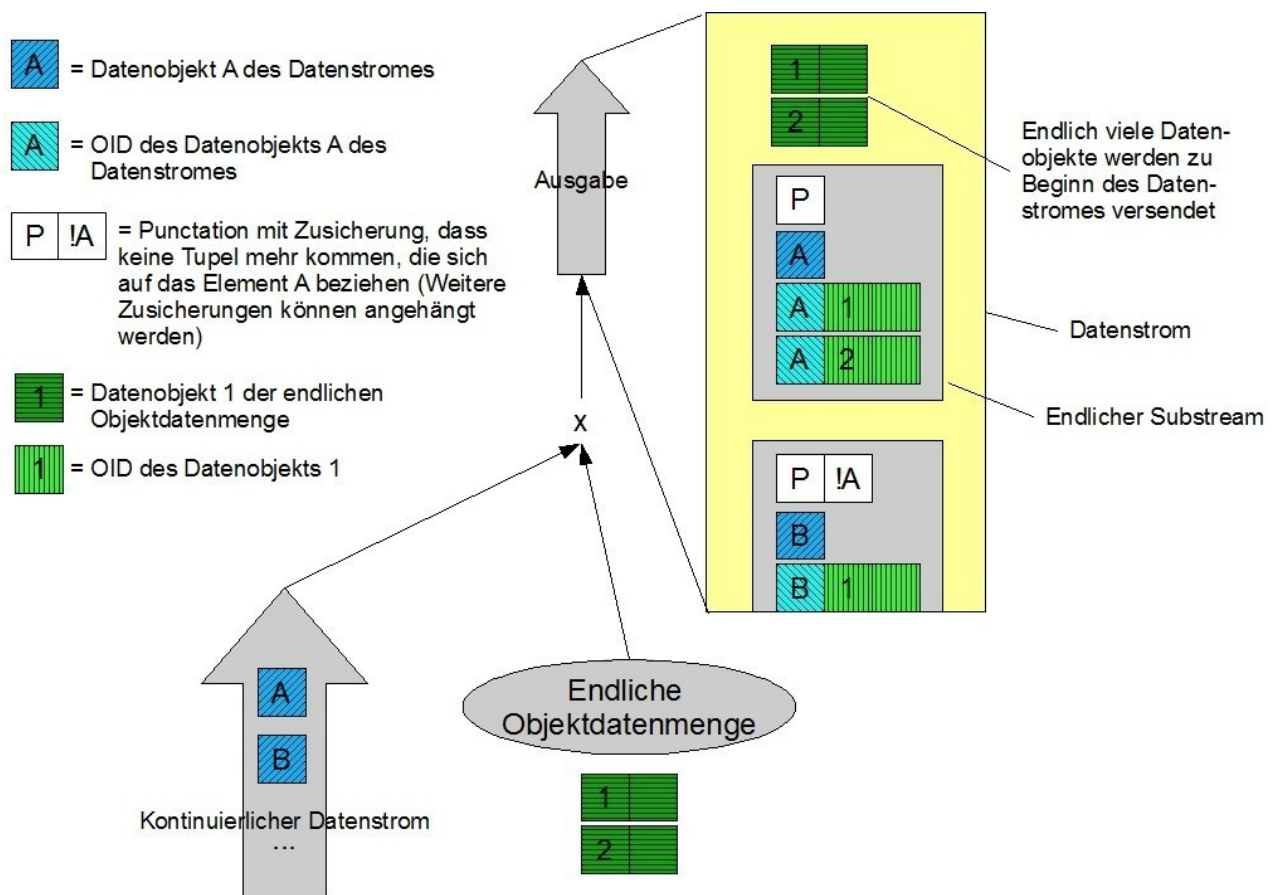 A = Datenobjekt A des Datenstromes
A = OID des Datenobjekts A des
Datenstromes
P !A = Punctation mit Zusicherung, dass
keine Tupel mehr kommen, die sich
auf das Element A beziehen (Weitere
Zusicherungen können angehängt
werden)
1 = Datenobjekt 1 der endlichen
Objektdatenmenge
1 = OID des Datenobjekts 1
Ausgabe
x
A
B
Kontinuierlicher Datenstrom
...
Endliche
Objektdatenmenge
1
2
1
2
P
A
A 1
A 2
P !A
B
B 1
Endlich viele Daten-
objekte werden zu
Beginn des Daten-
stromes versendet
Datenstrom
Endlicher Substream